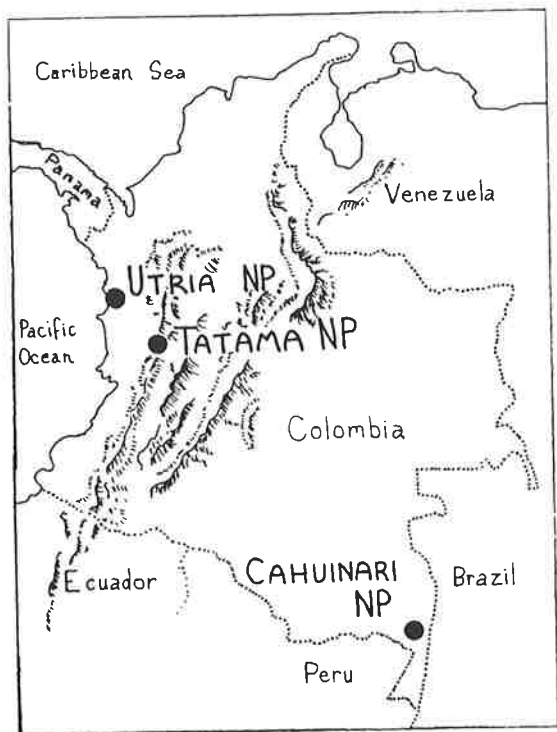 Caribbean Sea
Panama
Venezuela
UTRIA NP
Pacific
Ocean
TATAMA NP
Colombia
Ecuador
CAHUINARI
NP
Brazil
Peru